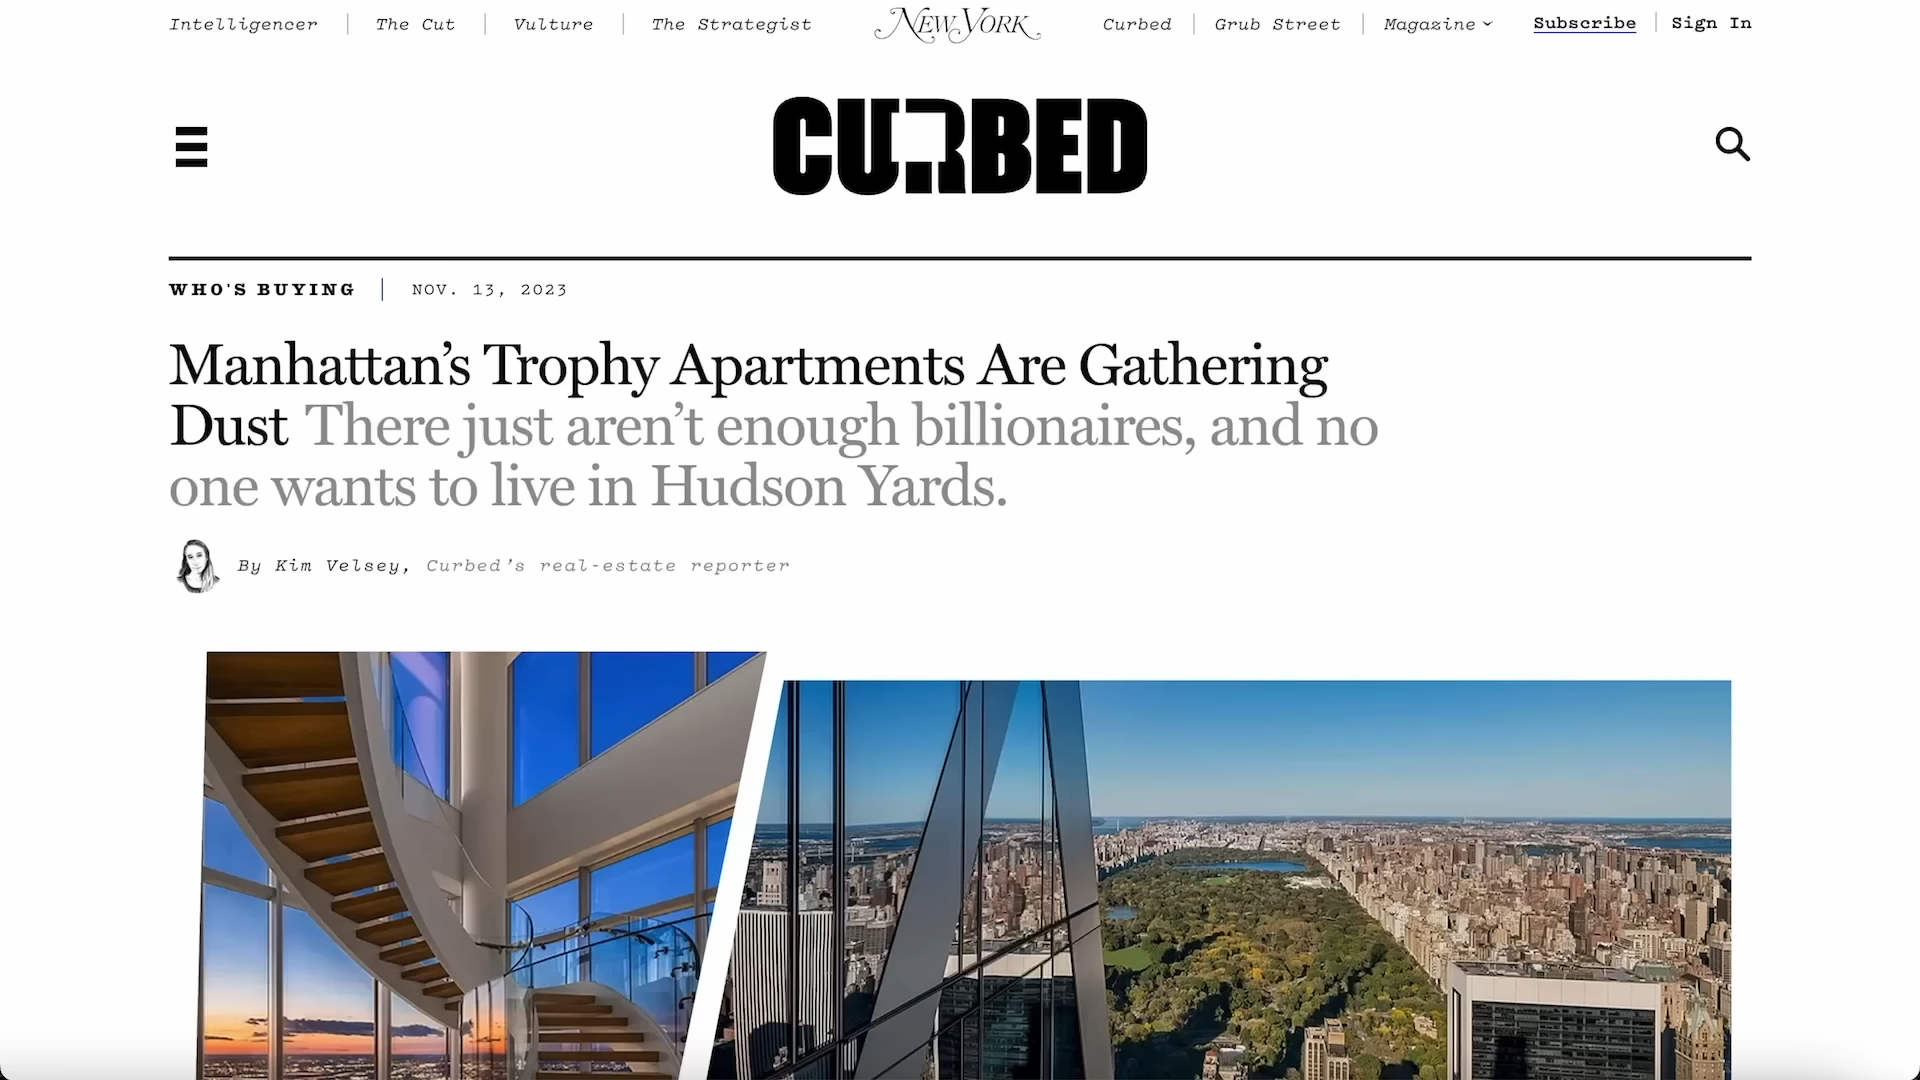 Intelligencer
The Cut
Vulture
The Strategist
NEW YORK
Curbed
Grub Street
Magazine
Subscribe
Sign In
CURBED
WHO'S BUYING
NOV. 13, 2023
Manhattan’s Trophy Apartments Are Gathering
Dust There just aren’t enough billionaires, and no
one wants to live in Hudson Yards.
By Kim Velsey, Curbed’s real-estate reporter